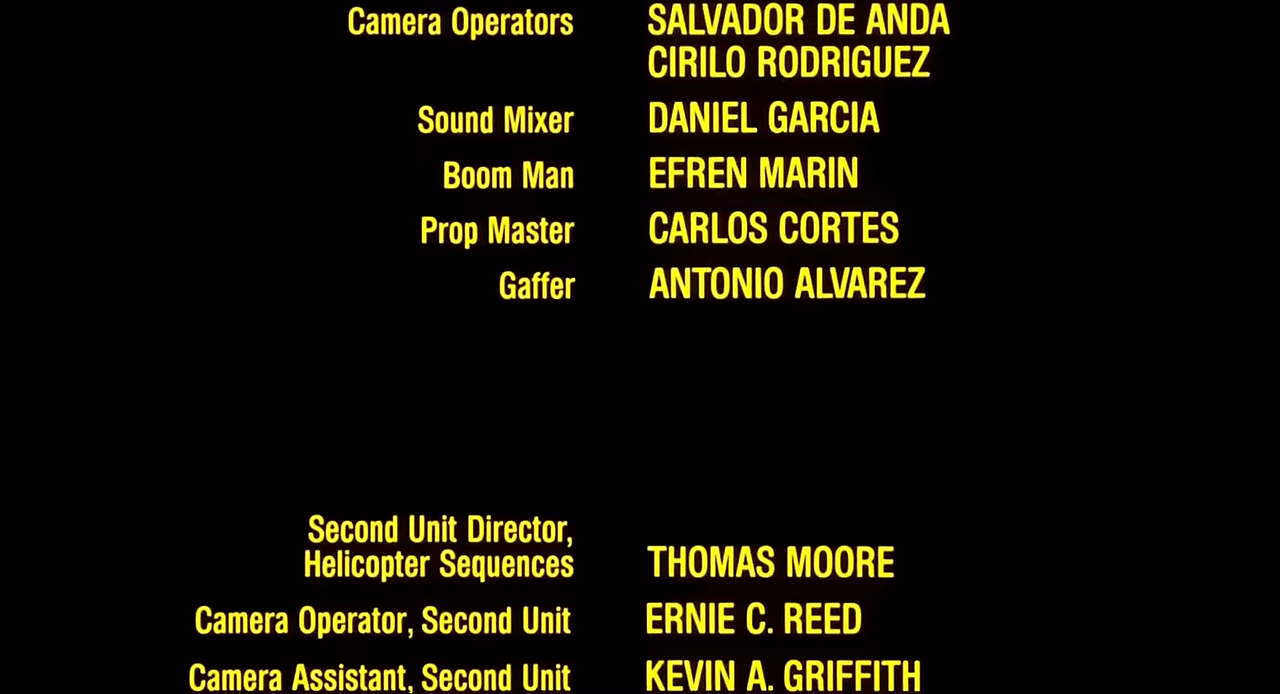 Camera Operators SALVADOR DE ANDA
CIRILO RODRIGUEZ
Sound Mixer DANIEL GARCIA
Boom Man EFREN MARIN
Prop Master CARLOS CORTES
Gaffer ANTONIO ALVAREZ
Second Unit Director,
Helicopter Sequences THOMAS MOORE
Camera Operator, Second Unit ERNIE C. REED
Camera Assistant, Second Unit KEVIN A. GRIFFITH